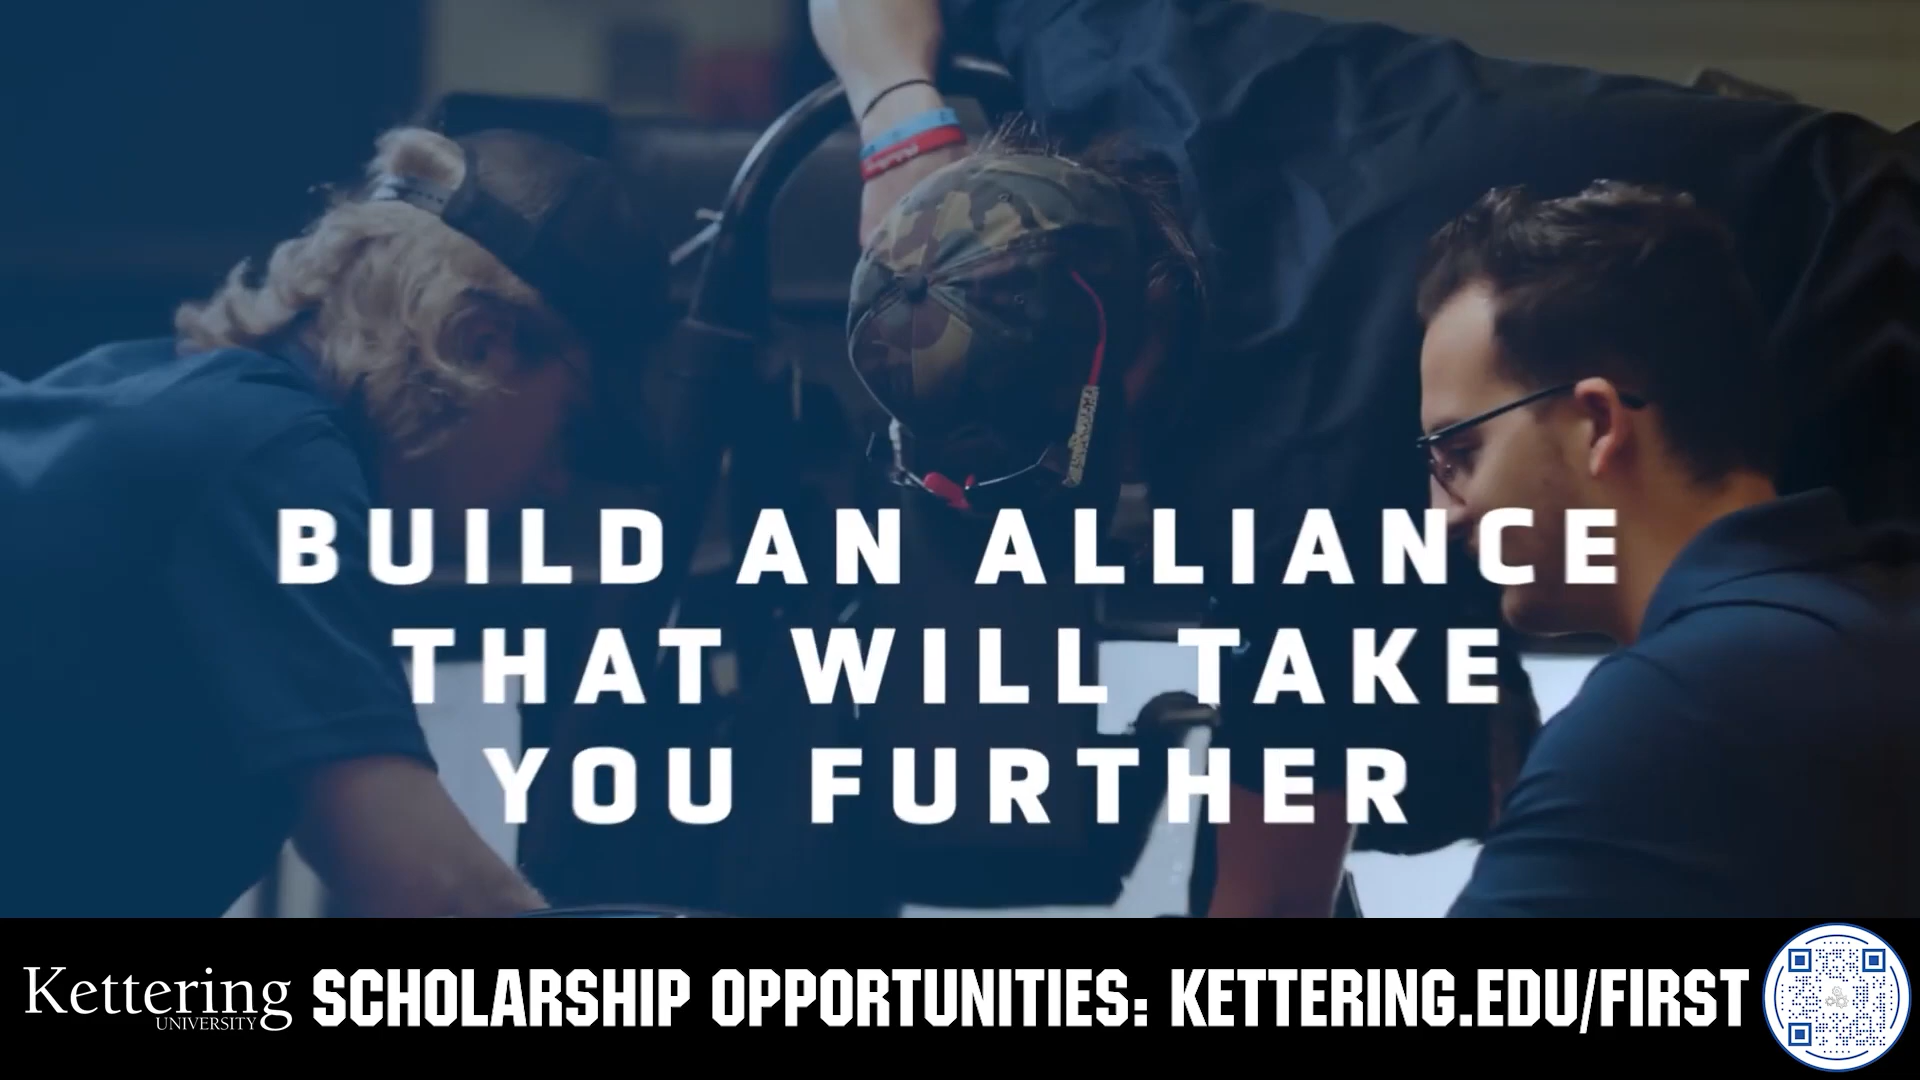 BUILD AN ALLIANCE
THAT WILL TAKE
YOU FURTHER
Kettering
UNIVERSITY
SCHOLARSHIP OPPORTUNITIES: KETTERING.EDU/FIRST